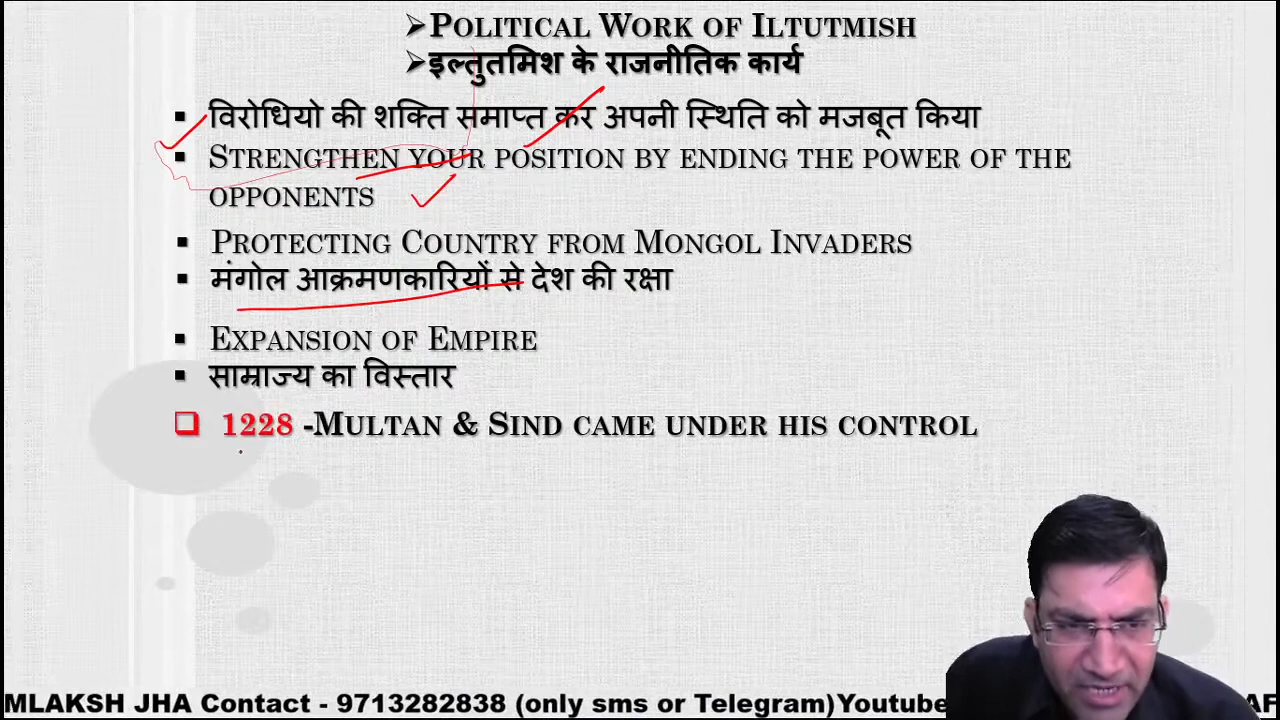 ➢POLITICAL WORK OF ILTUTMISH
➢इल्तुतमिश के राजनीतिक कार्य
▪ विरोधियो की शक्ति समाप्त कर अपनी स्थिति को मजबूत किया
▪ STRENGTHEN YOUR POSITION BY ENDING THE POWER OF THE
OPPONENTS
▪ PROTECTING COUNTRY FROM MONGOL INVADERS
▪ मंगोल आक्रमणकारियों से देश की रक्षा
▪ EXPANSION OF EMPIRE
▪ साम्राज्य का विस्तार
❑ 1228 -MULTAN & SIND CAME UNDER HIS CONTROL
MLAKSH JHA Contact - 9713282838 (only sms or Telegram)Youtube